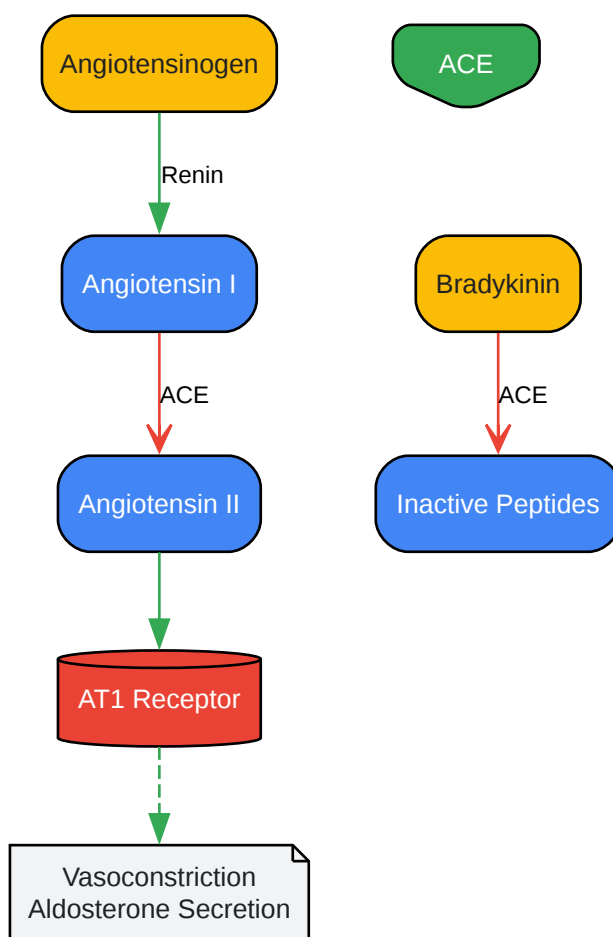 Angiotensinogen
ACE
Renin
Angiotensin I
Bradykinin
ACE
ACE
Angiotensin II
Inactive Peptides
AT1 Receptor
Vasoconstriction
Aldosterone Secretion